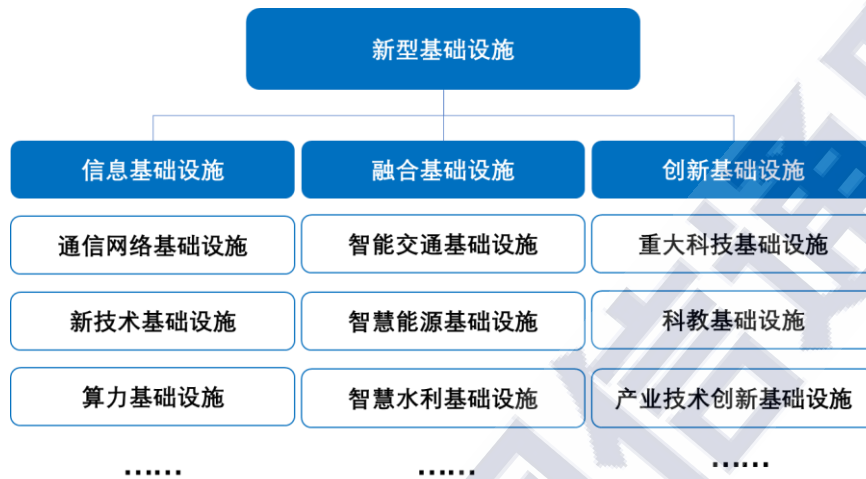 新型基础设施
信息基础设施
融合基础设施
创新基础设施
通信网络基础设施
智能交通基础设施
重大科技基础设施
新技术基础设施
智慧能源基础设施
科教基础设施
算力基础设施
智慧水利基础设施
产业技术创新基础设施
……
……
……